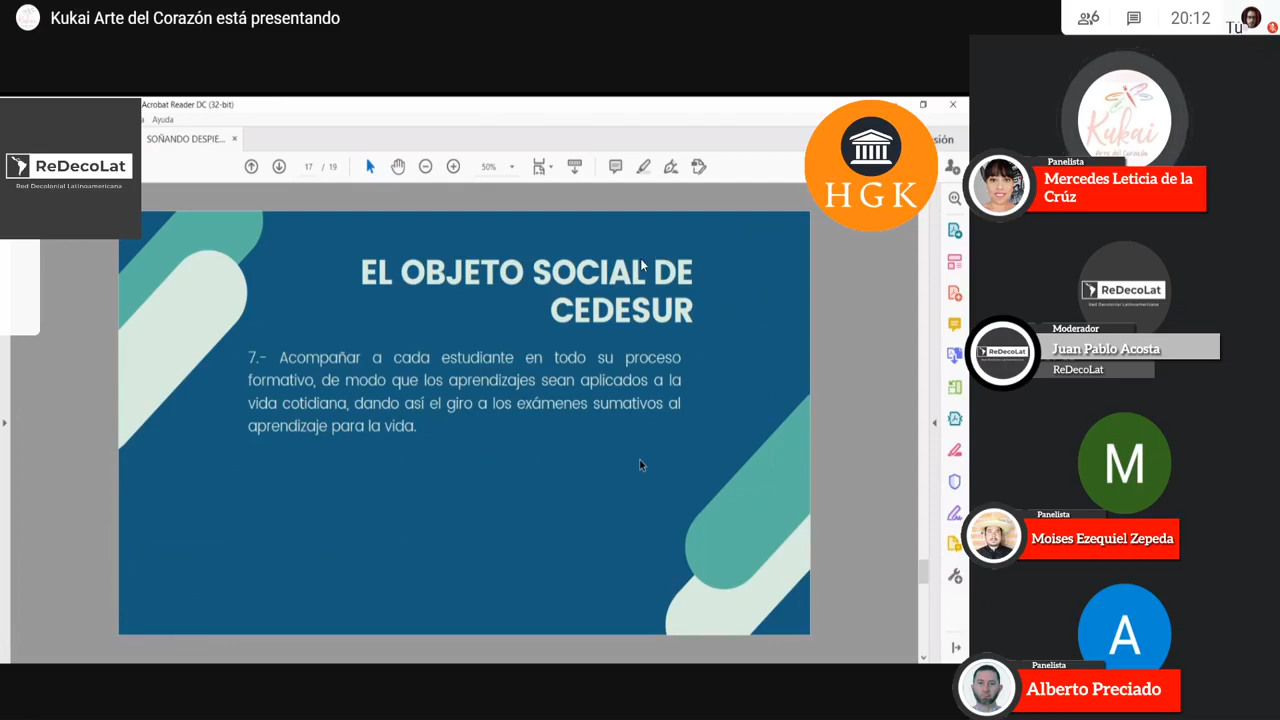 Kukai Arte del Corazón está presentando
6
20:12
Tú
Acrobat Reader DC (32-bit)
Ayuda
SOÑANDO DESPIE...
sión
17 / 19
50%
ReDecoLat
Red Decolonial Latinoamericana
HGK
EL OBJETO SOCIAL DE
CEDESUR
7.- Acompañar a cada estudiante en todo su proceso
formativo, de modo que los aprendizajes sean aplicados a la
vida cotidiana, dando así el giro a los exámenes sumativos al
aprendizaje para la vida.
Kukai
Arte del Corazón
Panelista
Mercedes Leticia de la
Crúz
ReDecoLat
Red Decolonial Latinoamericana
Moderador
ReDecoLat
Juan Pablo Acosta
ReDecoLat
M
Panelista
Moises Ezequiel Zepeda
A
Panelista
Alberto Preciado